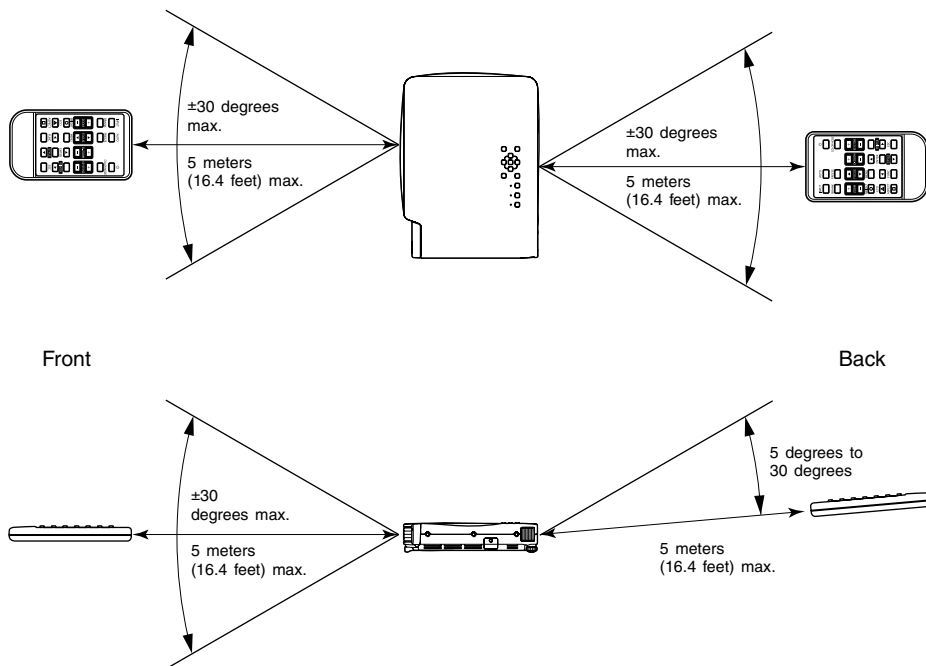 ±30 degrees
max.
5 meters
(16.4 feet) max.
±30 degrees
max.
5 meters
(16.4 feet) max.
Front
Back
±30
degrees max.
5 meters
(16.4 feet) max.
5 degrees to
30 degrees
5 meters
(16.4 feet) max.